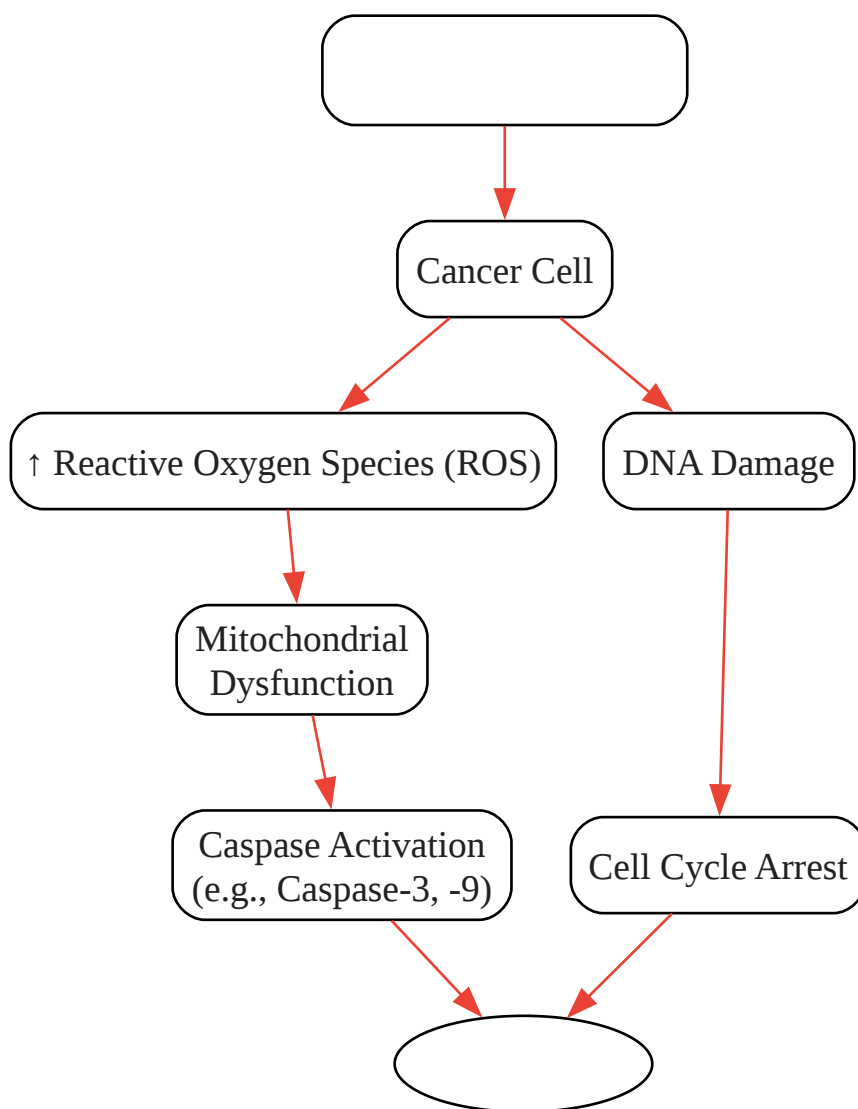 Cancer Cell
↑ Reactive Oxygen Species (ROS)
DNA Damage
Mitochondrial
Dysfunction
Caspase Activation
(e.g., Caspase-3, -9)
Cell Cycle Arrest